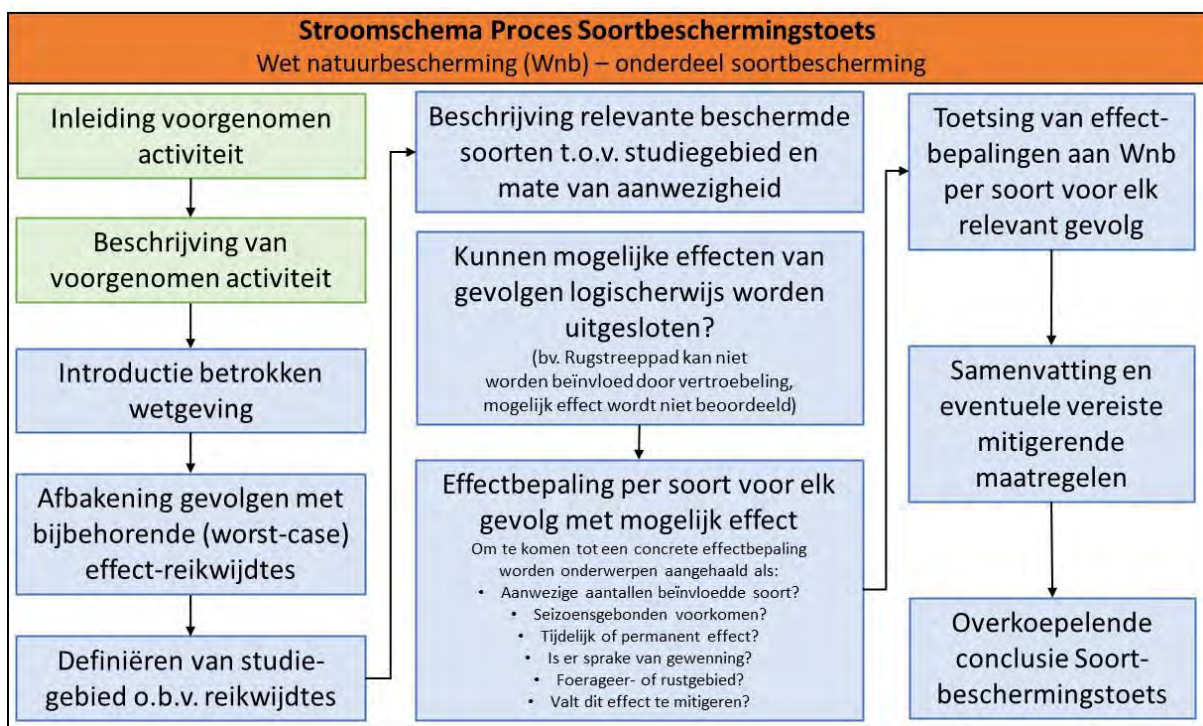 Stroomschema Proces Soortbeschermingstoets
Wet natuurbescherming (Wnb) – onderdeel soortbescherming
Inleiding voorgenomen
activiteit
Beschrijving van
voorgenomen activiteit
Introductie betrokken
wetgeving
Afbakening gevolgen met
bijbehorende (worst-case)
effect-reikwijdtes
Definiëren van studie-
gebied o.b.v. reikwijdtes
Beschrijving relevante beschermde
soorten t.o.v. studiegebied en
mate van aanwezigheid
Kunnen mogelijke effecten van
gevolgen logischerwijs worden
uitgesloten?
(bv. Rugstreeppad kan niet
worden beïnvloed door vertroebeling,
mogelijk effect wordt niet beoordeeld)
Effectbepaling per soort voor elk
gevolg met mogelijk effect
Om te komen tot een concrete effectbepaling
worden onderwerpen aangehaald als:
• Aanwezige aantallen beïnvloedde soort?
• Seizoensgebonden voorkomen?
• Tijdelijk of permanent effect?
• Is er sprake van gewenning?
• Foerageer- of rustgebied?
• Valt dit effect te mitigeren?
Toetsing van effect-
bepalingen aan Wnb
per soort voor elk
relevant gevolg
Samenvatting en
eventuele vereiste
mitigerende
maatregelen
Overkoepelende
conclusie Soort-
beschermingstoets